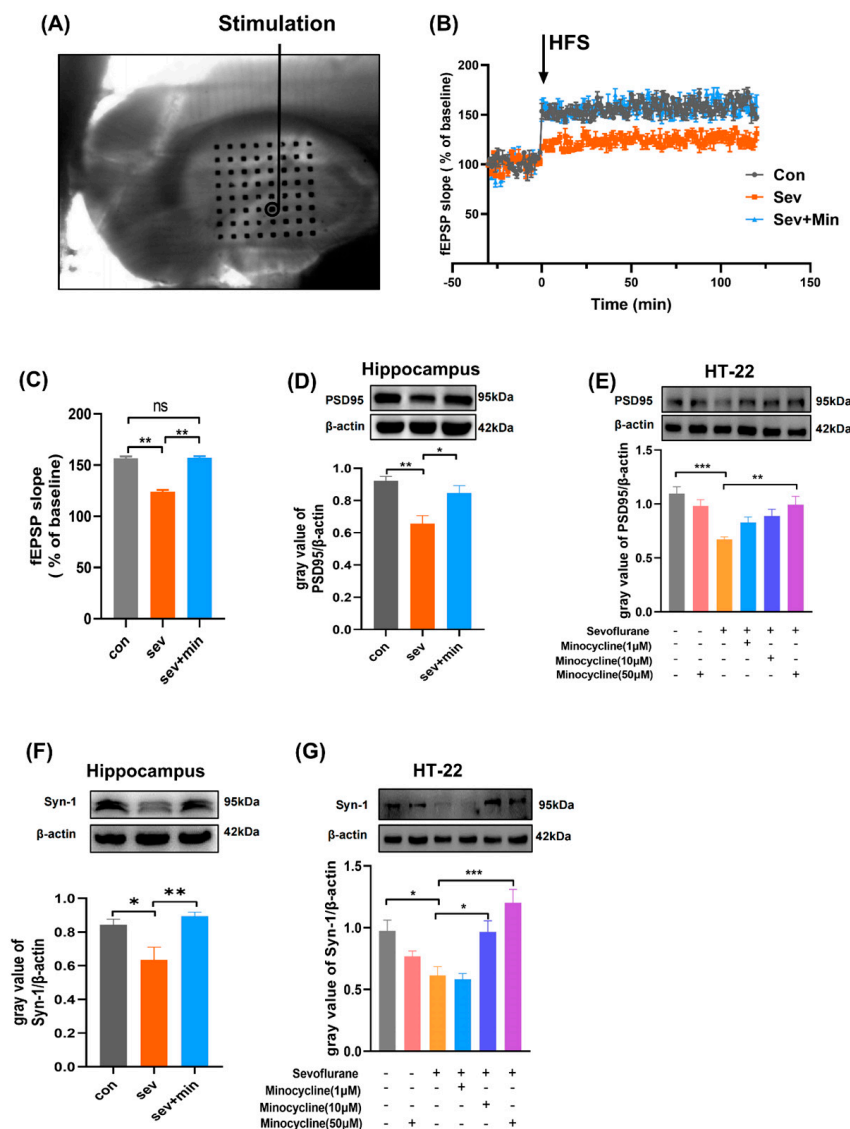 (A)
Stimulation
(B)
HFS
200
150
100
50
fEPSP slope ( % of baseline)
Con
Sev
Sev+Min
-50
0
50
100
150
Time (min)
(C)
ns
** **
200
150
100
50
0
fEPSP slope
( % of baseline)
con
sev
sev+min
(D)
Hippocampus
PSD95
95kDa
β-actin
42kDa
** *
1.0
0.8
0.6
0.4
0.2
0.0
gray value of
PSD95/β-actin
con
sev
sev+min
(E)
HT-22
PSD95
95kDa
β-actin
42kDa
*** **
1.5
1.0
0.5
0.0
gray value of PSD95/β-actin
Sevoflurane - - + + + +
Minocycline(1μM) - - - + - -
Minocycline(10μM) - - - - + -
Minocycline(50μM) - + - - - +
(F)
Hippocampus
Syn-1
95kDa
β-actin
42kDa
* **
1.0
0.8
0.6
0.4
0.2
0.0
gray value of
Syn-1/β-actin
con
sev
sev+min
(G)
HT-22
Syn-1
95kDa
β-actin
42kDa
***
* *
1.5
1.0
0.5
0.0
gray value of Syn-1/β-actin
Sevoflurane - - + + + +
Minocycline(1μM) - - - + - -
Minocycline(10μM) - - - - + -
Minocycline(50μM) - + - - - +